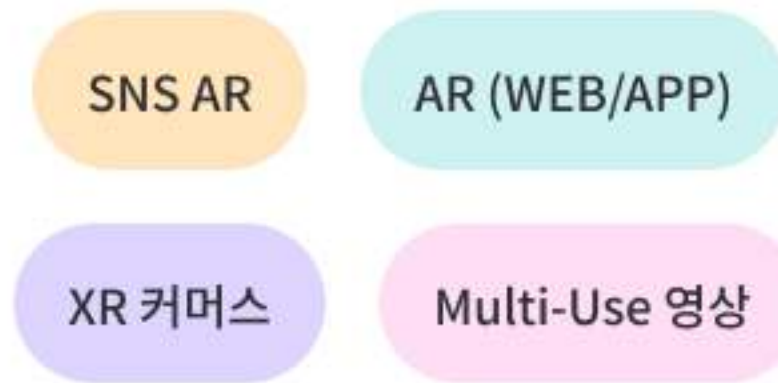 SNS AR
AR (WEB/APP)
XR 커머스
Multi-Use 영상